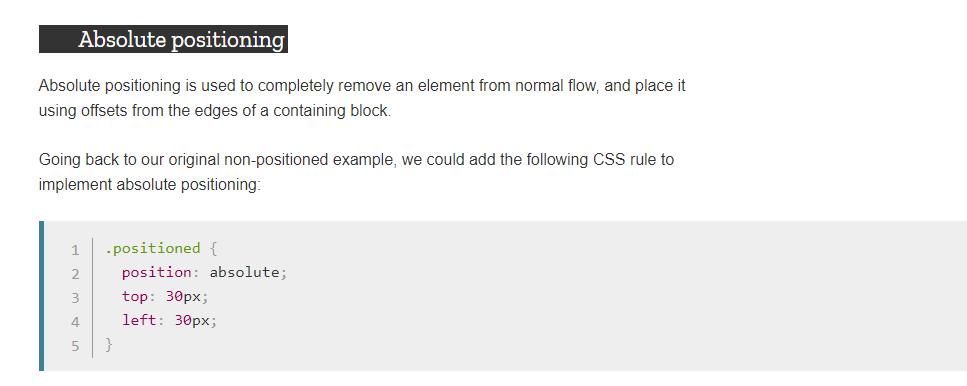 Absolute positioning
Absolute positioning is used to completely remove an element from normal flow, and place it
using offsets from the edges of a containing block.
Going back to our original non-positioned example, we could add the following CSS rule to
implement absolute positioning:
1 .positioned {
2 position: absolute;
3 top: 30px;
4 left: 30px;
5 }